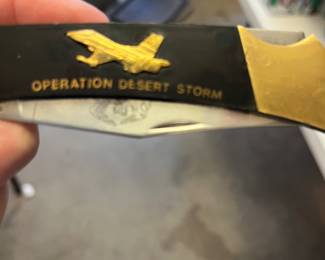 OPERATION DESERT STORM